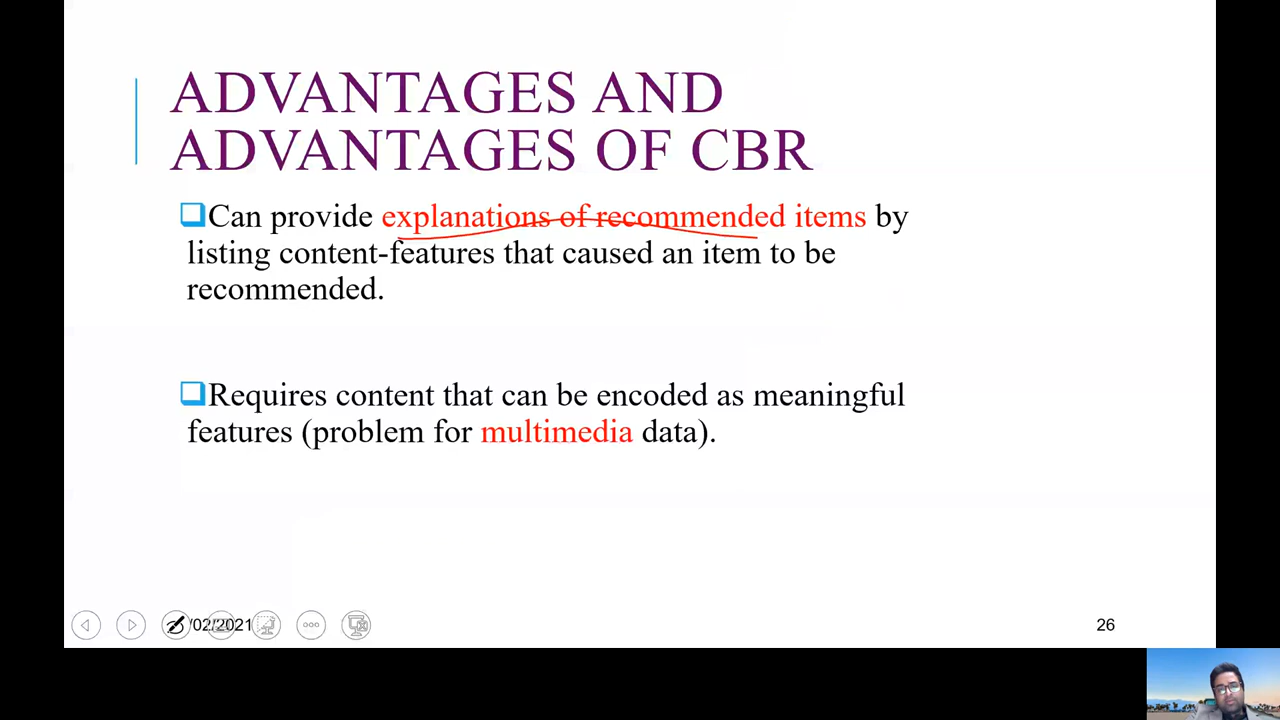 ADVANTAGES AND
ADVANTAGES OF CBR
Can provide explanations of recommended items by
listing content-features that caused an item to be
recommended.
Requires content that can be encoded as meaningful
features (problem for multimedia data).
/02/2021
26